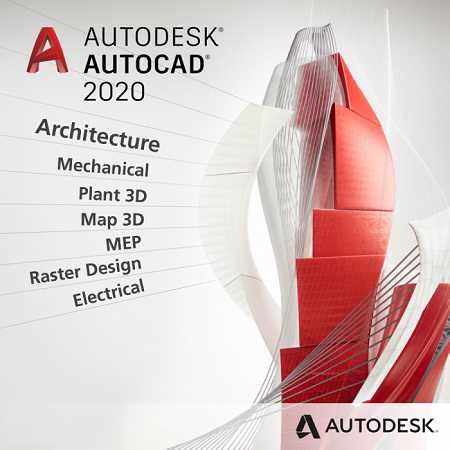 AUTODESK®
AUTOCAD®
2020
Architecture
Mechanical
Plant 3D
Map 3D
MEP
Raster Design
Electrical
AUTODESK.